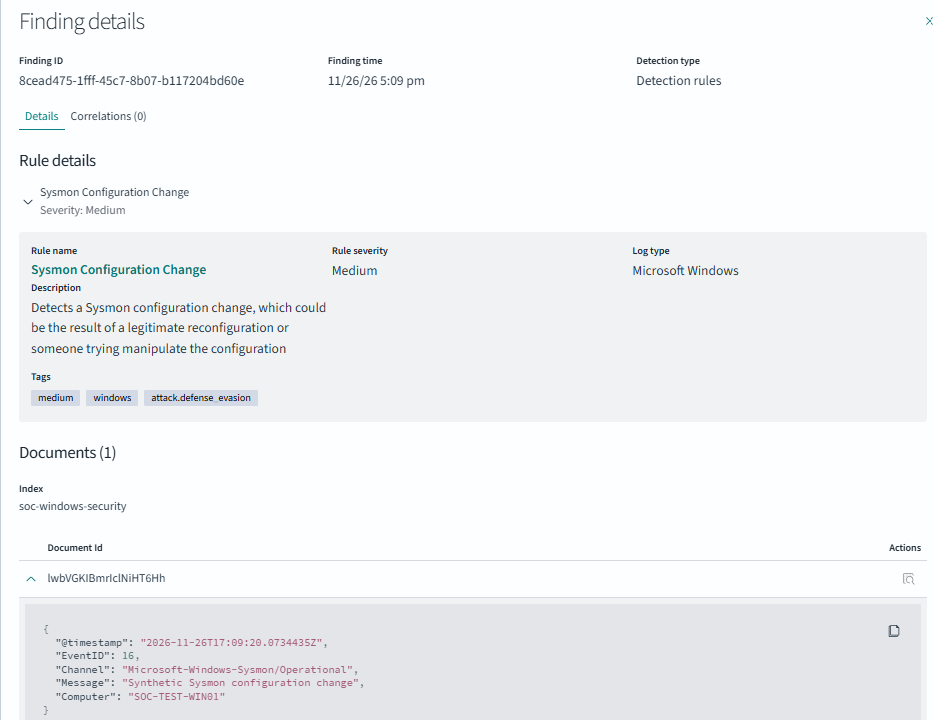 Finding details
Finding ID
Finding time
Detection type
8cead475-1fff-45c7-8b07-b117204bd60e
11/26/26 5:09 pm
Detection rules
Details
Correlations (0)
Rule details
Sysmon Configuration Change
Severity: Medium
Rule name
Rule severity
Log type
Sysmon Configuration Change
Medium
Microsoft Windows
Description
Detects a Sysmon configuration change, which could
be the result of a legitimate reconfiguration or
someone trying manipulate the configuration
Tags
medium
windows
attack.defense_evasion
Documents (1)
Index
soc-windows-security
Document Id
Actions
lwbVGKIBmrIclNiHT6Hh
{
"@timestamp": "2026-11-26T17:09:20.0734435Z",
"EventID": 16,
"Channel": "Microsoft-Windows-Sysmon/Operational",
"Message": "Synthetic Sysmon configuration change",
"Computer": "SOC-TEST-WIN01"
}